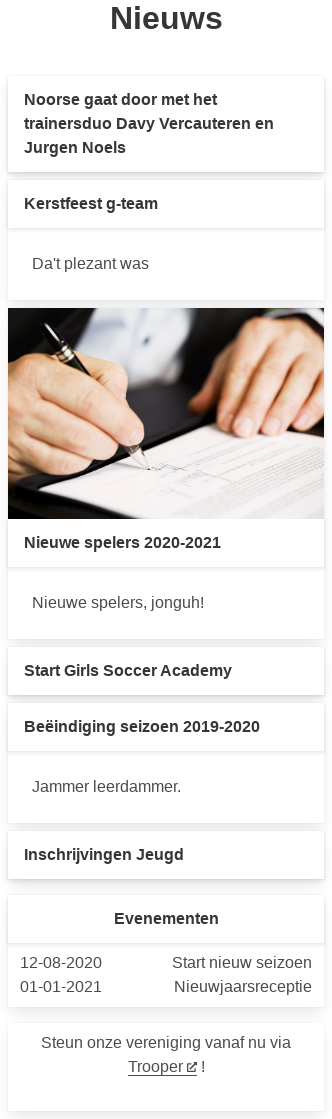 Nieuws
Noorse gaat door met het
trainersduo Davy Vercauteren en
Jurgen Noels
Kerstfeest g-team
Da't plezant was
Nieuwe spelers 2020-2021
Nieuwe spelers, jonguh!
Start Girls Soccer Academy
Beëindiging seizoen 2019-2020
Jammer leerdammer.
Inschrijvingen Jeugd
Evenementen
12-08-2020 Start nieuw seizoen
01-01-2021 Nieuwjaarsreceptie
Steun onze vereniging vanaf nu via
Trooper !